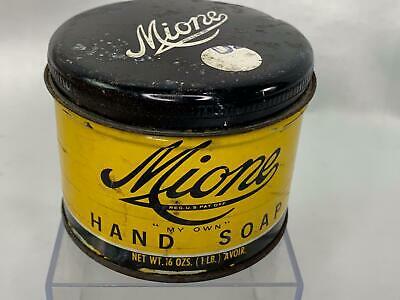 Mione
Mione
REG. U.S. PAT. OFF.
"MY OWN"
HAND SOAP
NET WT. 16 OZS. (1 LB.) AVOIR.